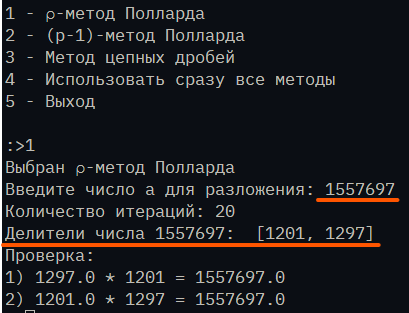 1 - ρ-метод Полларда
2 - (p-1)-метод Полларда
3 - Метод цепных дробей
4 - Использовать сразу все методы
5 - Выход
:>1
Выбран ρ-метод Полларда
Введите число a для разложения: 1557697
Количество итераций: 20
Делители числа 1557697:  [1201, 1297]
Проверка:
1) 1297.0 * 1201 = 1557697.0
2) 1201.0 * 1297 = 1557697.0